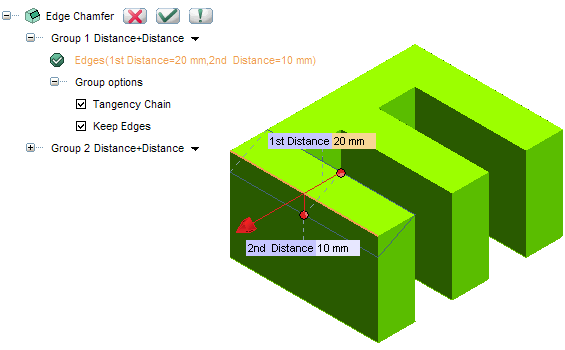 Edge Chamfer
Group 1 Distance+Distance
Edges(1st Distance=20 mm,2nd Distance=10 mm)
Group options
Tangency Chain
Keep Edges
Group 2 Distance+Distance
1st Distance 20 mm
2nd Distance 10 mm